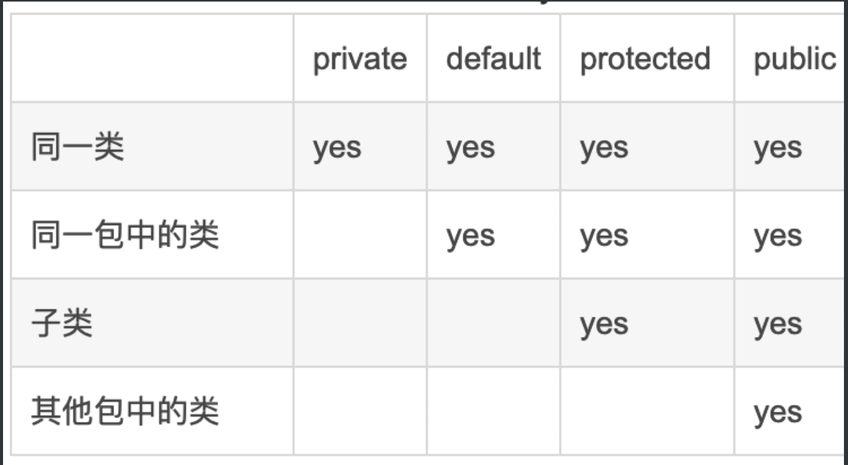 private default protected public
同一类 yes yes yes yes
同一包中的类 yes yes yes
子类 yes yes
其他包中的类 yes